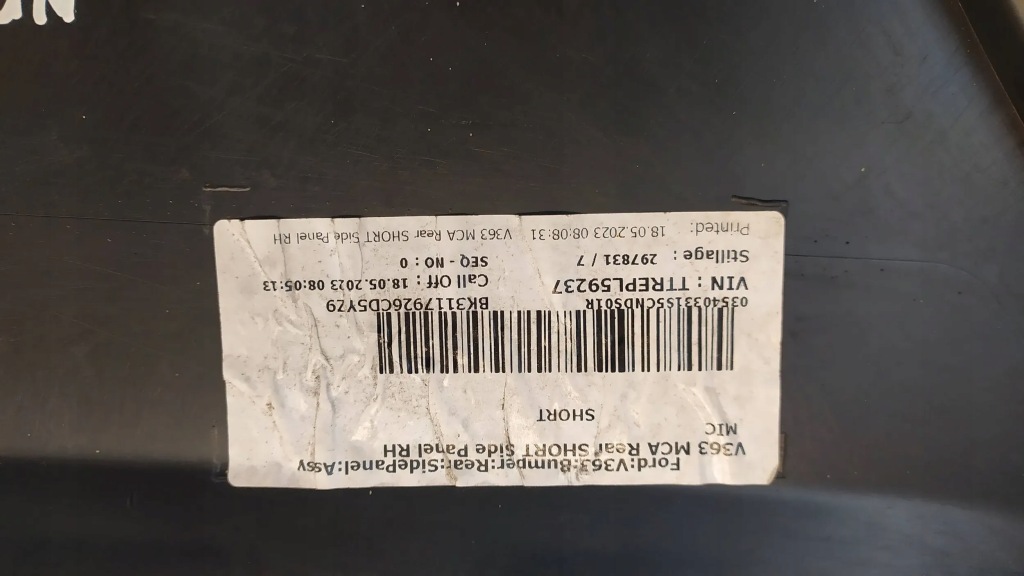 Ford:V363:Bumper:Rear:SidePanel:Assy
V363 MCA Rear SHORT Side Panel RH
MIC
SHORT
03540331S5CND501R BK3117926CD5YZ9
VIN : TTREPL59237 Call Off : 18.05.2023 08:05:13
Stillage : 297831 / 7 SEQ - NO : 0
Printed: 18.05.2023 08:08:31 V363 MCA Rear SHORT Side Panel RH